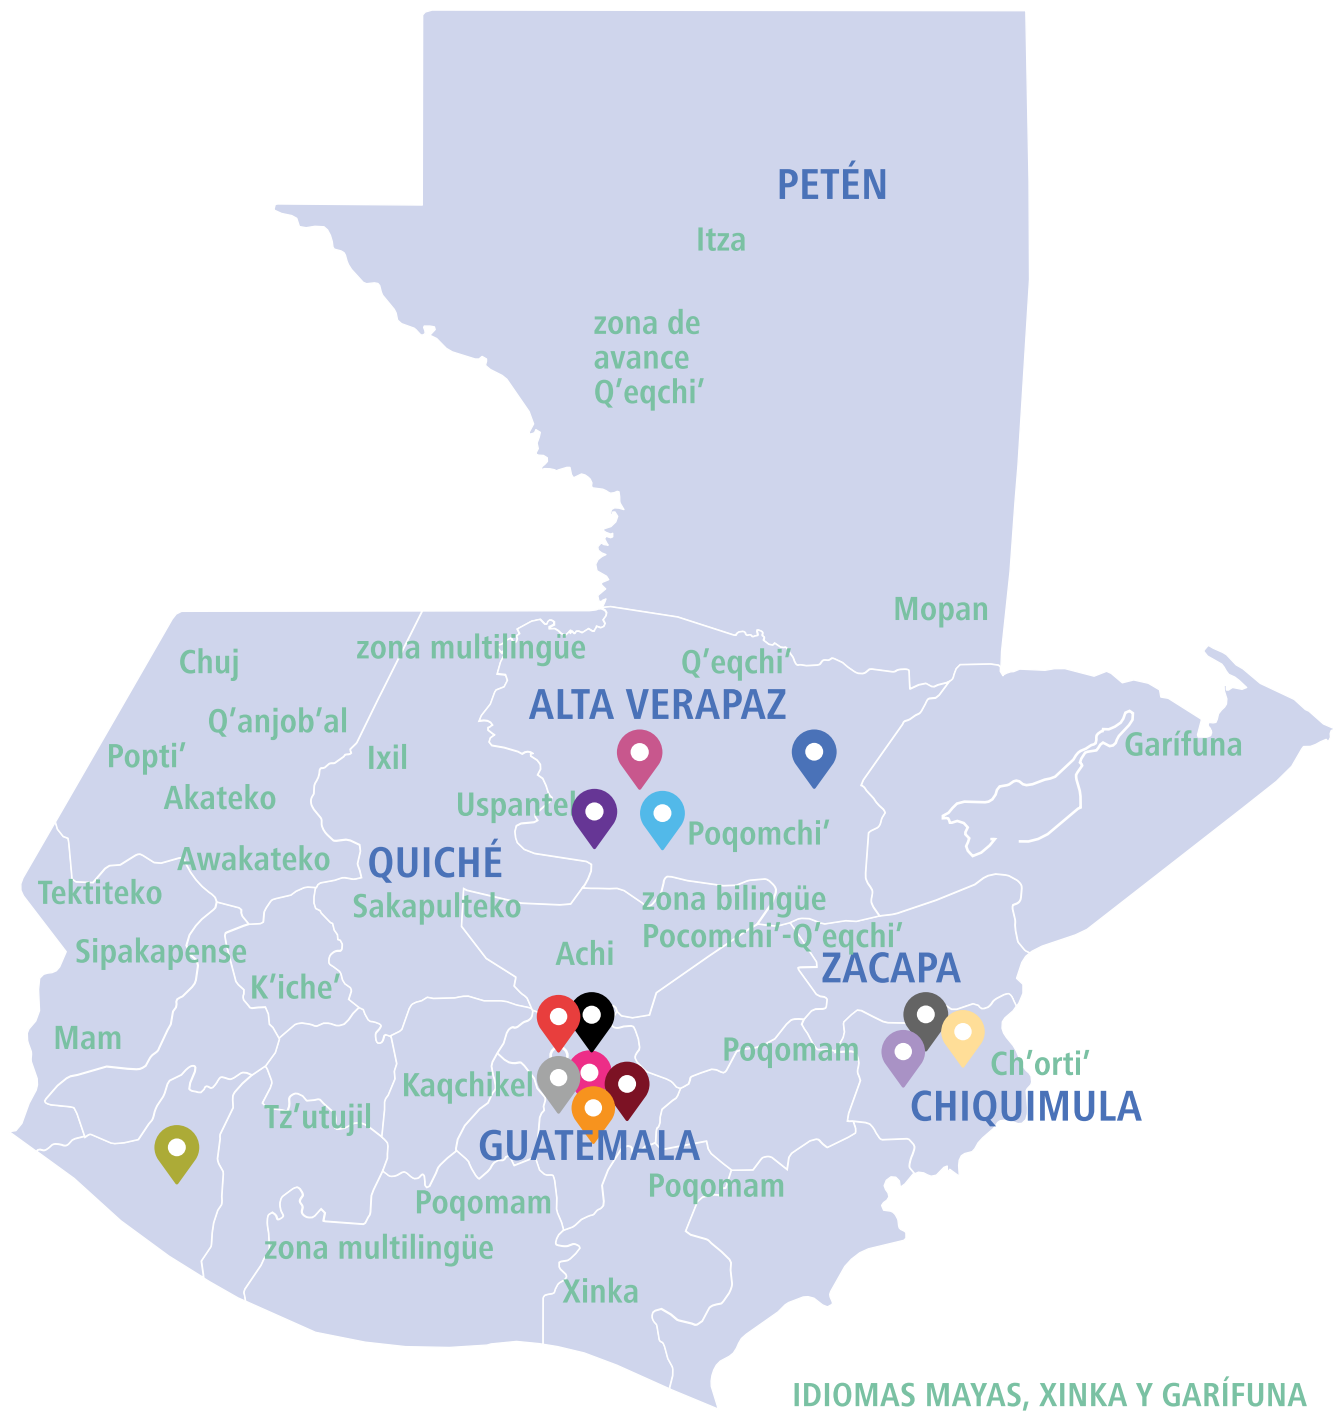 PETÉN
Itza
zona de
avance
Q’eqchi’
Mopan
Chuj
zona multilingüe
Q’eqchi’
ALTA VERAPAZ
Q’anjob’al
Popti’
Ixil
Garífuna
Akateko
Uspantek
Poqomchi’
Awakateko
QUICHÉ
Tektiteko
Sakapulteko
zona bilingüe
Pocomchi’-Q’eqchi’
Sipakapense
Achi
ZACAPA
K’iche’
Mam
Poqomam
Ch’orti’
Kaqchikel
CHIQUIMULA
Tz’utujil
GUATEMALA
Poqomam
Poqomam
zona multilingüe
Xinka
IDIOMAS MAYAS, XINKA Y GARÍFUNA